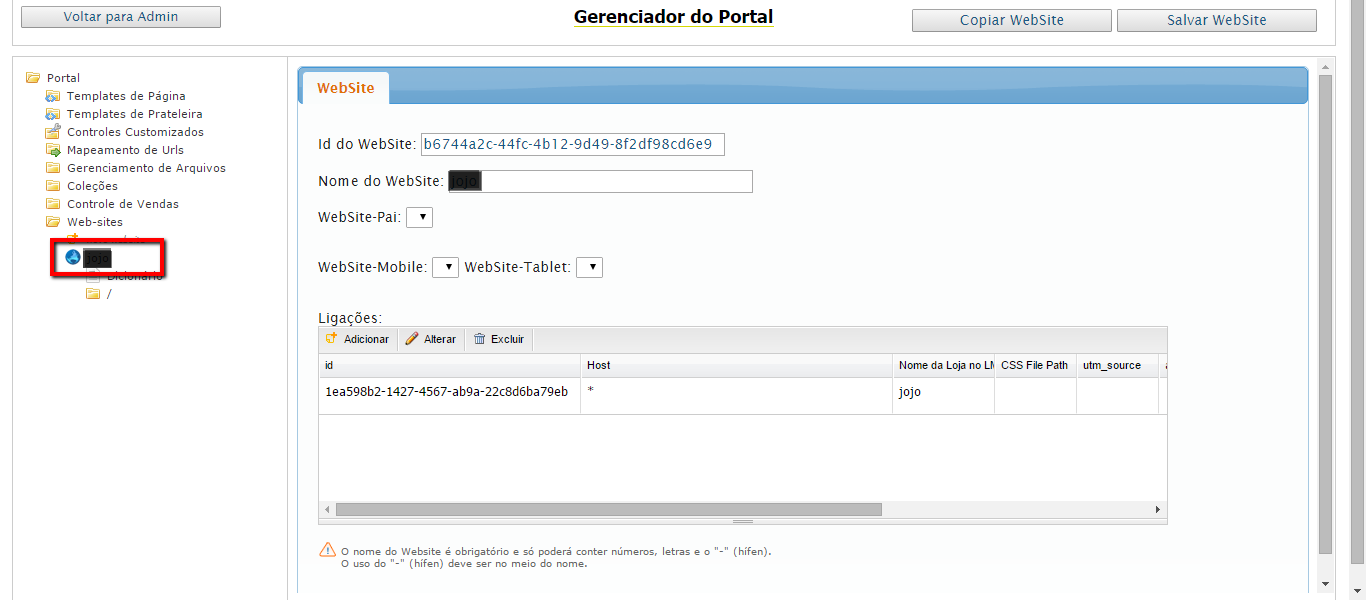 Voltar para Admin
Gerenciador do Portal
Copiar WebSite
Salvar WebSite
Portal
Templates de Página
Templates de Prateleira
Controles Customizados
Mapeamento de Urls
Gerenciamento de Arquivos
Coleções
Controle de Vendas
Web-sites
jojo
Dicionário
/
WebSite
Id do WebSite: b6744a2c-44fc-4b12-9d49-8f2df98cd6e9
Nome do WebSite: jojo
WebSite-Pai:
WebSite-Mobile: WebSite-Tablet:
Ligações:
Adicionar Alterar Excluir
id Host Nome da Loja no LM CSS File Path utm_source
1ea598b2-1427-4567-ab9a-22c8d6ba79eb * jojo
O nome do Website é obrigatório e só poderá conter números, letras e o "-" (hífen).
O uso do "-" (hífen) deve ser no meio do nome.